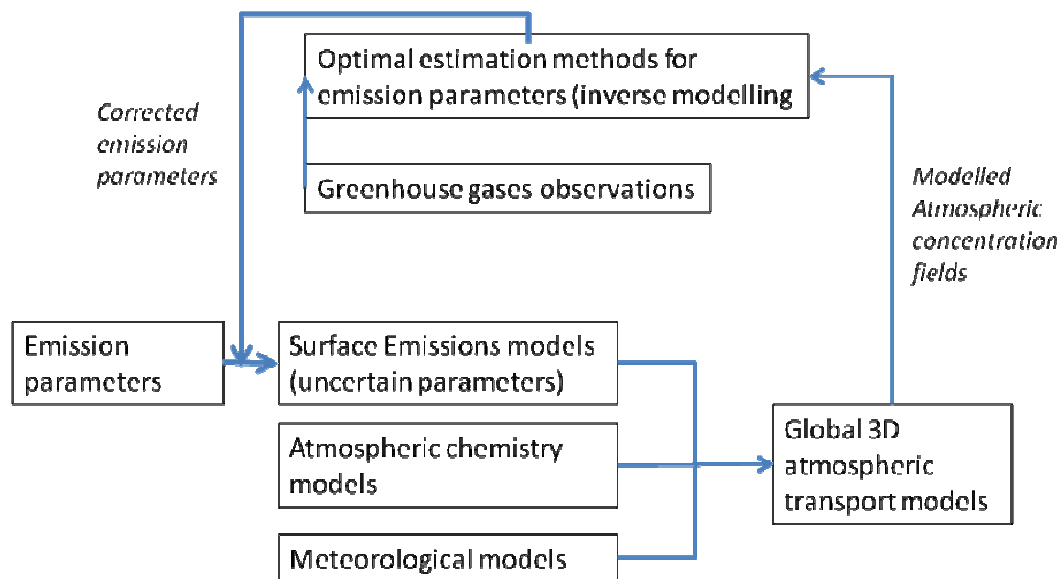 Optimal estimation methods for
emission parameters (inverse modelling
Corrected
emission
parameters
Greenhouse gases observations
Modelled
Atmospheric
concentration
fields
Emission
parameters
Surface Emissions models
(uncertain parameters)
Atmospheric chemistry
models
Global 3D
atmospheric
transport models
Meteorological models